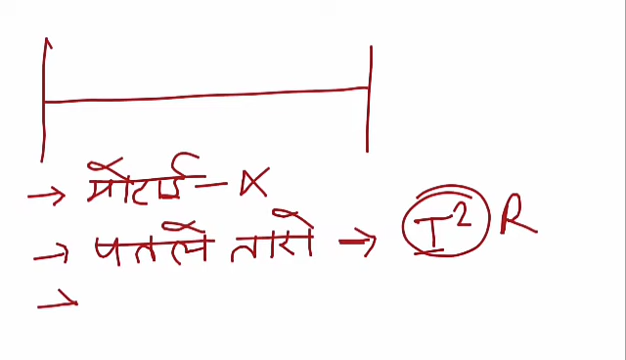 → मोटाई - X
→ पतले तारो → I² R
→